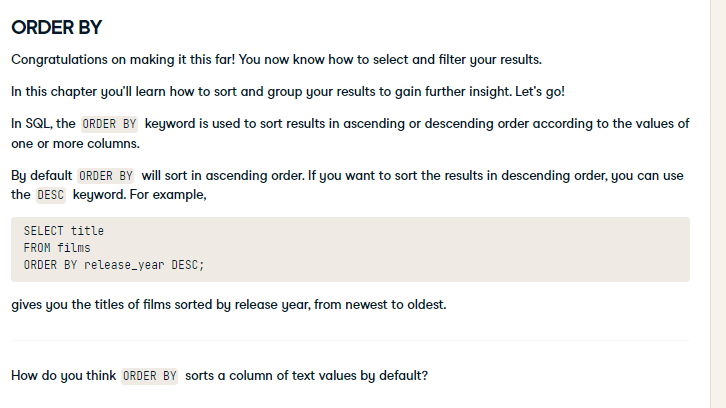 ORDER BY
Congratulations on making it this far! You now know how to select and filter your results.
In this chapter you'll learn how to sort and group your results to gain further insight. Let's go!
In SQL, the ORDER BY keyword is used to sort results in ascending or descending order according to the values of
one or more columns.
By default ORDER BY will sort in ascending order. If you want to sort the results in descending order, you can use
the DESC keyword. For example,
SELECT title
FROM films
ORDER BY release_year DESC;
gives you the titles of films sorted by release year, from newest to oldest.
How do you think ORDER BY sorts a column of text values by default?